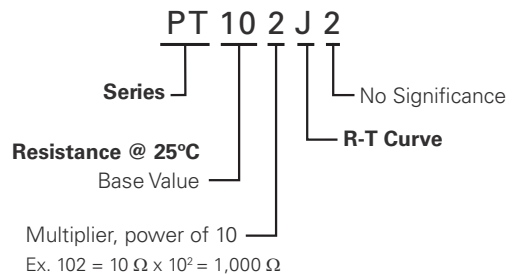 PT 10 2 J 2
Series
No Significance
R-T Curve
Resistance @ 25ºC
Base Value
Multiplier, power of 10
Ex. 102 = 10 Ω x 10² = 1,000 Ω